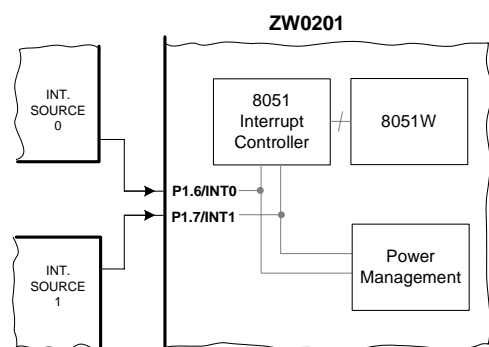 ZW0201
INT.
SOURCE
0
8051
Interrupt
Controller
8051W
P1.6/INT0
P1.7/INT1
INT.
SOURCE
1
Power
Management